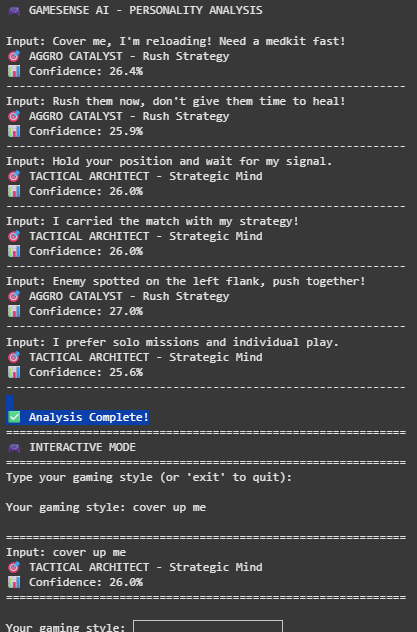 🎮 GAMESENSE AI - PERSONALITY ANALYSIS
Input: Cover me, I'm reloading! Need a medkit fast!
🎯 AGGRO CATALYST - Rush Strategy
📊 Confidence: 26.4%
------------------------------------------------------------
Input: Rush them now, don't give them time to heal!
🎯 AGGRO CATALYST - Rush Strategy
📊 Confidence: 25.9%
------------------------------------------------------------
Input: Hold your position and wait for my signal.
🎯 TACTICAL ARCHITECT - Strategic Mind
📊 Confidence: 26.0%
------------------------------------------------------------
Input: I carried the match with my strategy!
🎯 TACTICAL ARCHITECT - Strategic Mind
📊 Confidence: 26.0%
------------------------------------------------------------
Input: Enemy spotted on the left flank, push together!
🎯 AGGRO CATALYST - Rush Strategy
📊 Confidence: 27.0%
------------------------------------------------------------
Input: I prefer solo missions and individual play.
🎯 TACTICAL ARCHITECT - Strategic Mind
📊 Confidence: 25.6%
------------------------------------------------------------
✅ Analysis Complete!
============================================================
🎮 INTERACTIVE MODE
============================================================
Type your gaming style (or 'exit' to quit):
Your gaming style: cover up me
============================================================
Input: cover up me
🎯 TACTICAL ARCHITECT - Strategic Mind
📊 Confidence: 26.0%
============================================================
Your gaming style: